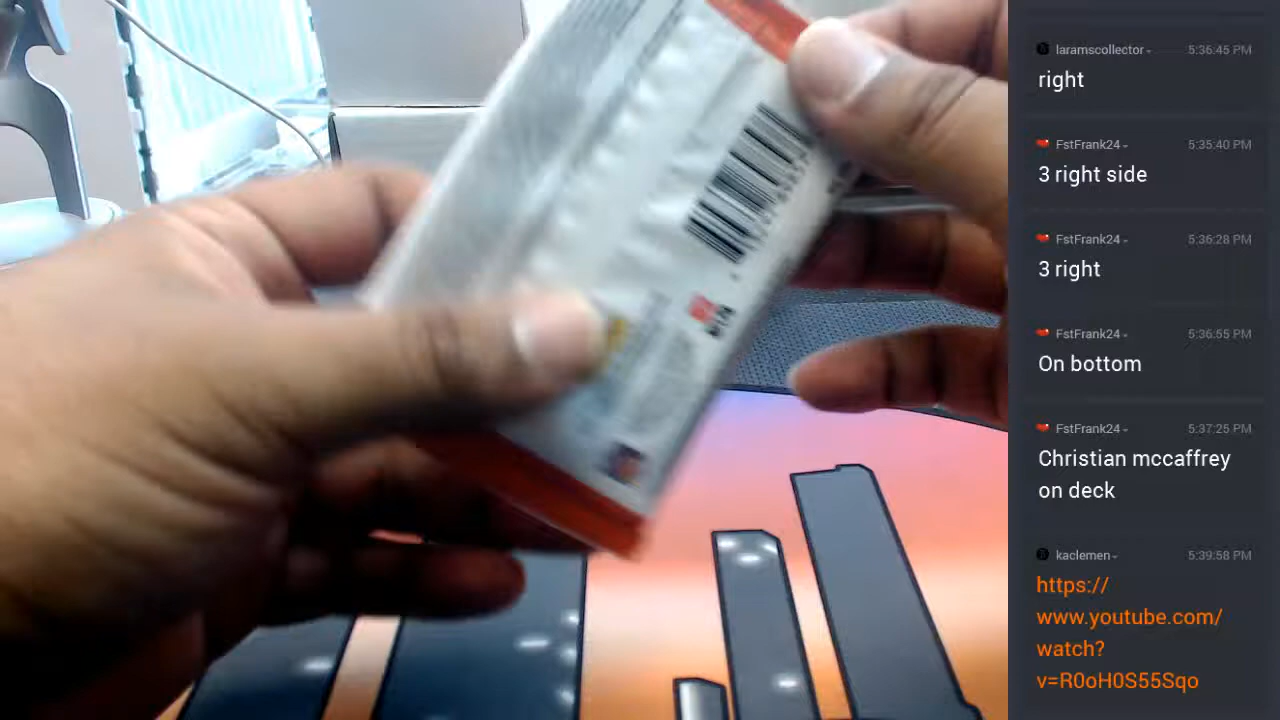 laramscollector
5:36:45 PM
right
FstFrank24
5:35:40 PM
3 right side
FstFrank24
5:36:28 PM
3 right
FstFrank24
5:36:55 PM
On bottom
FstFrank24
5:37:25 PM
Christian mccaffrey
on deck
kaclemen
5:39:58 PM
https://
www.youtube.com/
watch?
v=R0oH0S55Sqo